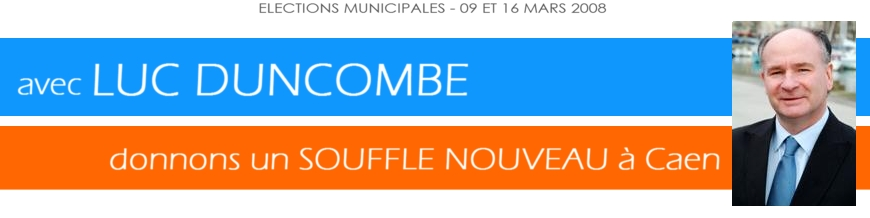 ELECTIONS MUNICIPALES - 09 ET 16 MARS 2008
avec LUC DUNCOMBE
donnons un SOUFFLE NOUVEAU à Caen